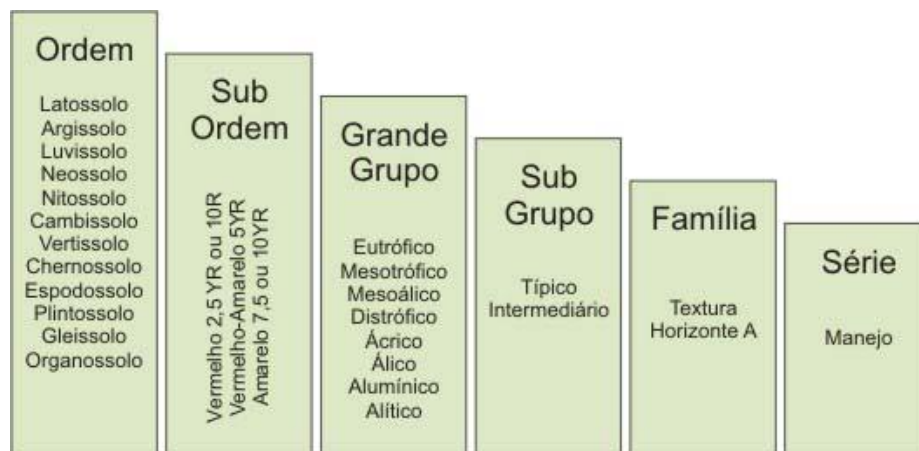 Ordem
Latossolo
Argissolo
Luvissolo
Neossolo
Nitossolo
Cambissolo
Vertissolo
Chernossolo
Espodossolo
Plintossolo
Gleissolo
Organossolo
Sub
Ordem
Vermelho 2,5 YR ou 10R
Vermelho-Amarelo 5YR
Amarelo 7,5 ou 10YR
Grande
Grupo
Eutrófico
Mesotrófico
Mesoálico
Distrófico
Ácrico
Álico
Alumínico
Alítico
Sub
Grupo
Típico
Intermediário
Família
Textura
Horizonte A
Série
Manejo